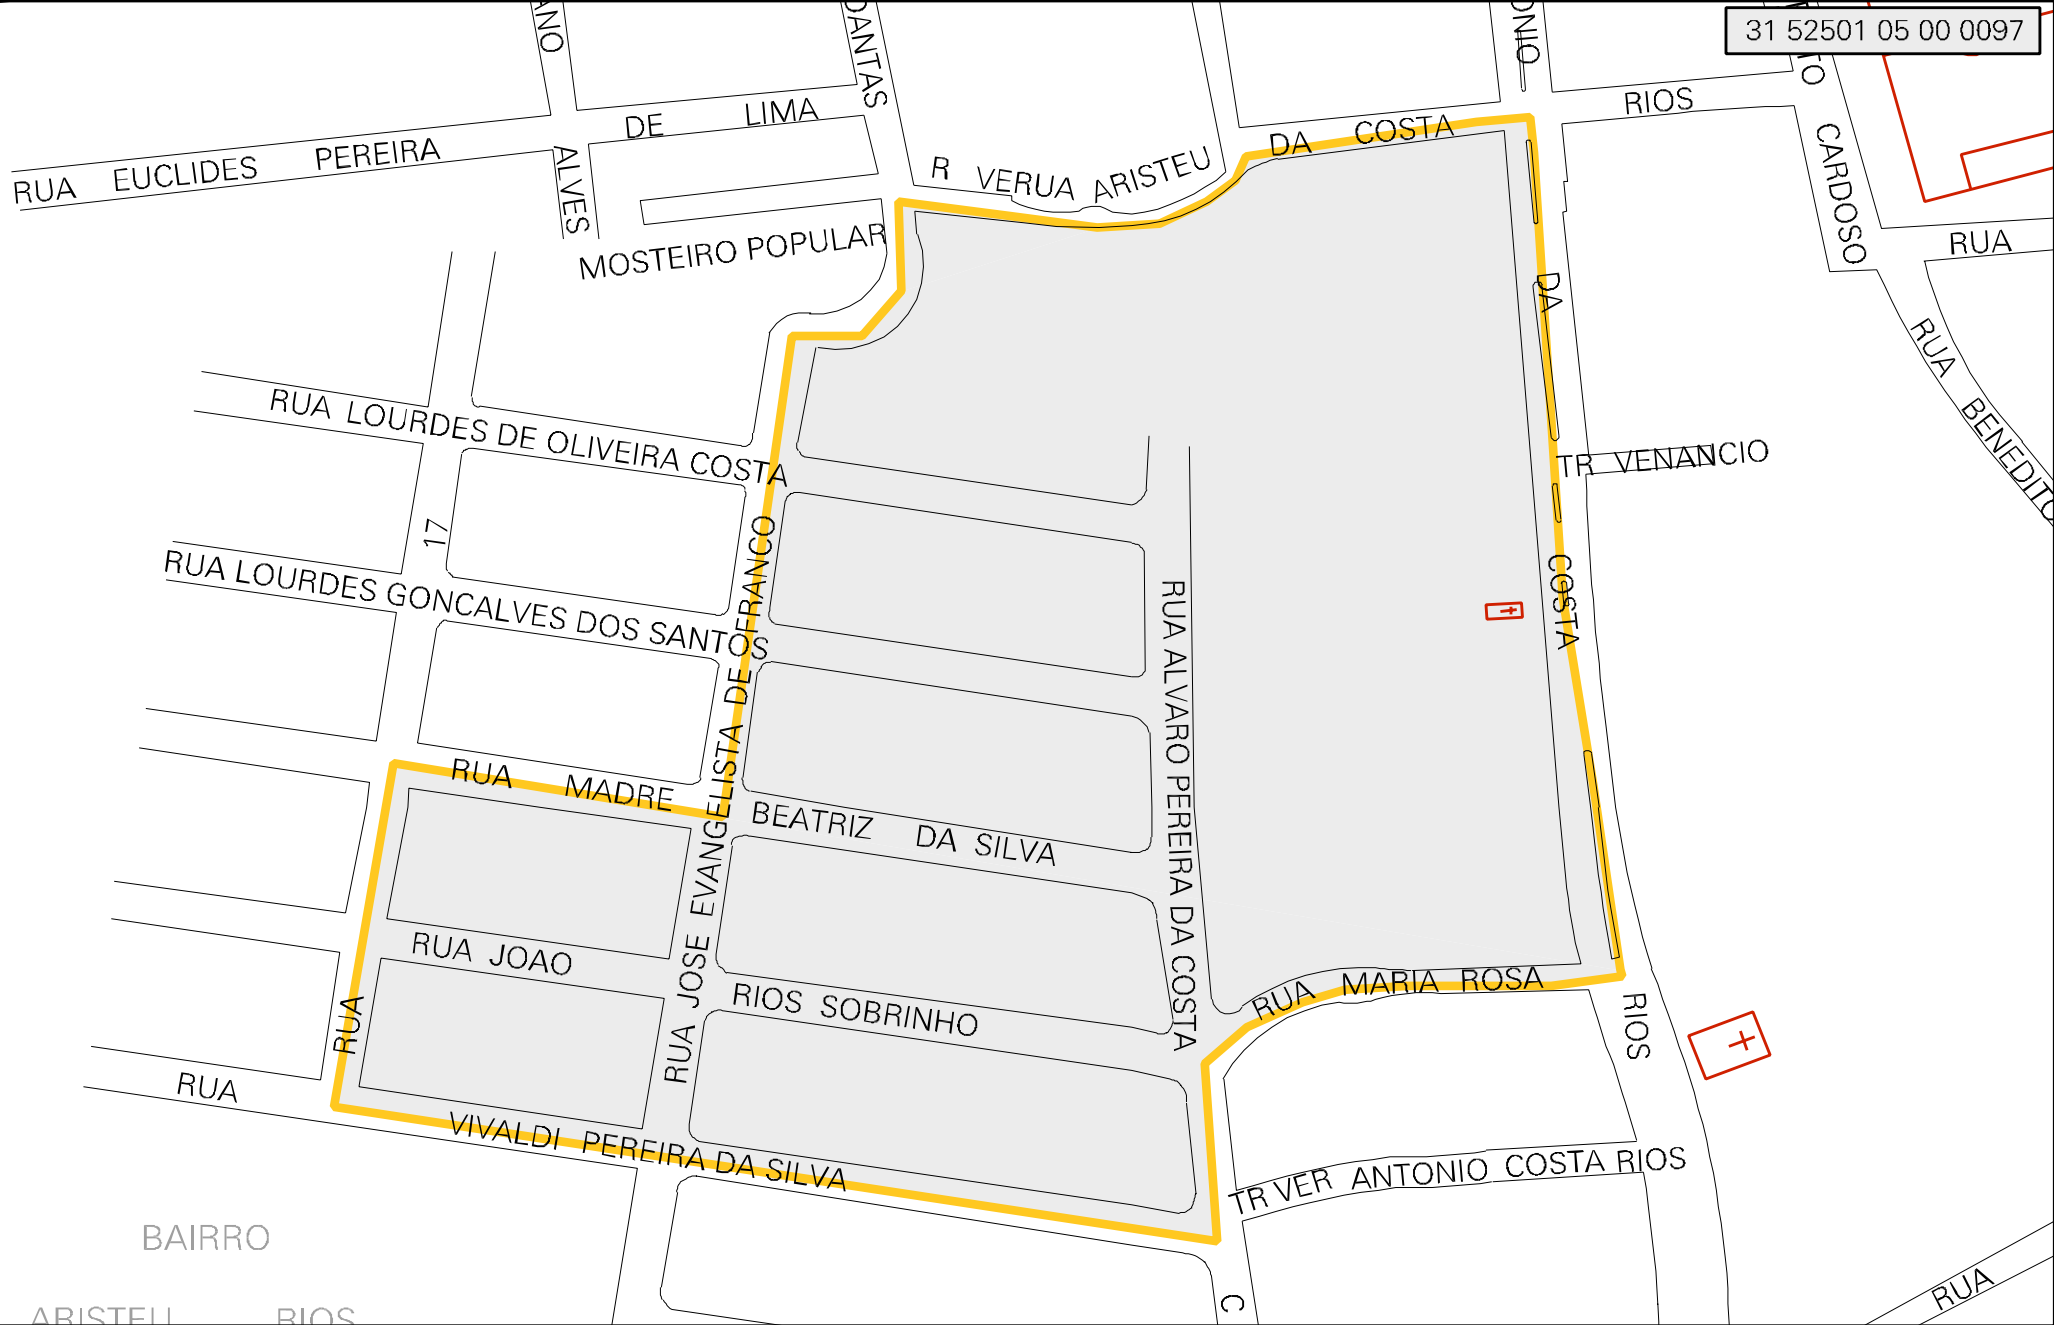 31 52501 05 00 0097
RIOS
DE LIMA
RUA EUCLIDES PEREIRA
ALVES
MOSTEIRO POPULAR
R VERUA ARISTEU DA COSTA
CARDOSO
RUA
DA COSTA
RIOS
RUA BENEDITO
TR VENANCIO
RUA LOURDES DE OLIVEIRA COSTA
17
RUA LOURDES GONCALVES DOS SANTOS
RUA JOSE EVANGELISTA DE FRANCO
RUA ALVARO PEREIRA DA COSTA
RUA MADRE BEATRIZ DA SILVA
RUA JOAO RIOS SOBRINHO
RUA MARIA ROSA
RUA
RUA VIVALDI PEREIRA DA SILVA
TR VER ANTONIO COSTA RIOS
C
RUA
BAIRRO
ARISTEU RIOS